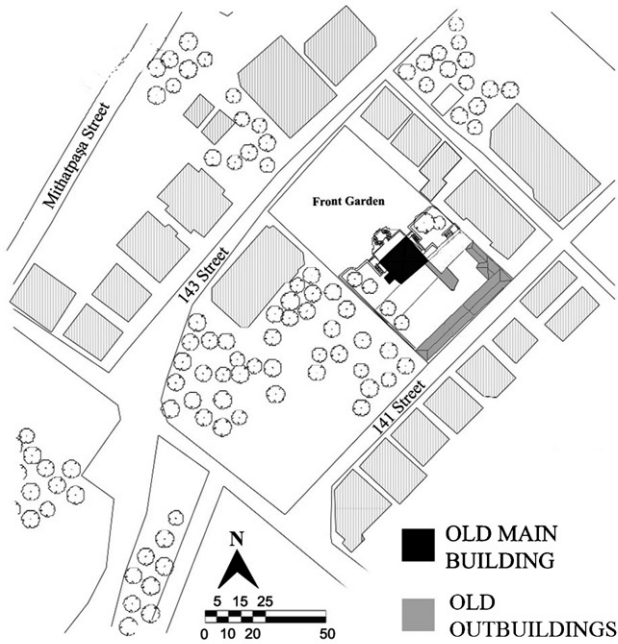 Mithatpaşa Street
Front Garden
143 Street
141 Street
OLD MAIN
BUILDING
N
5 15 25
0 10 20 50
OLD
OUTBUILDINGS